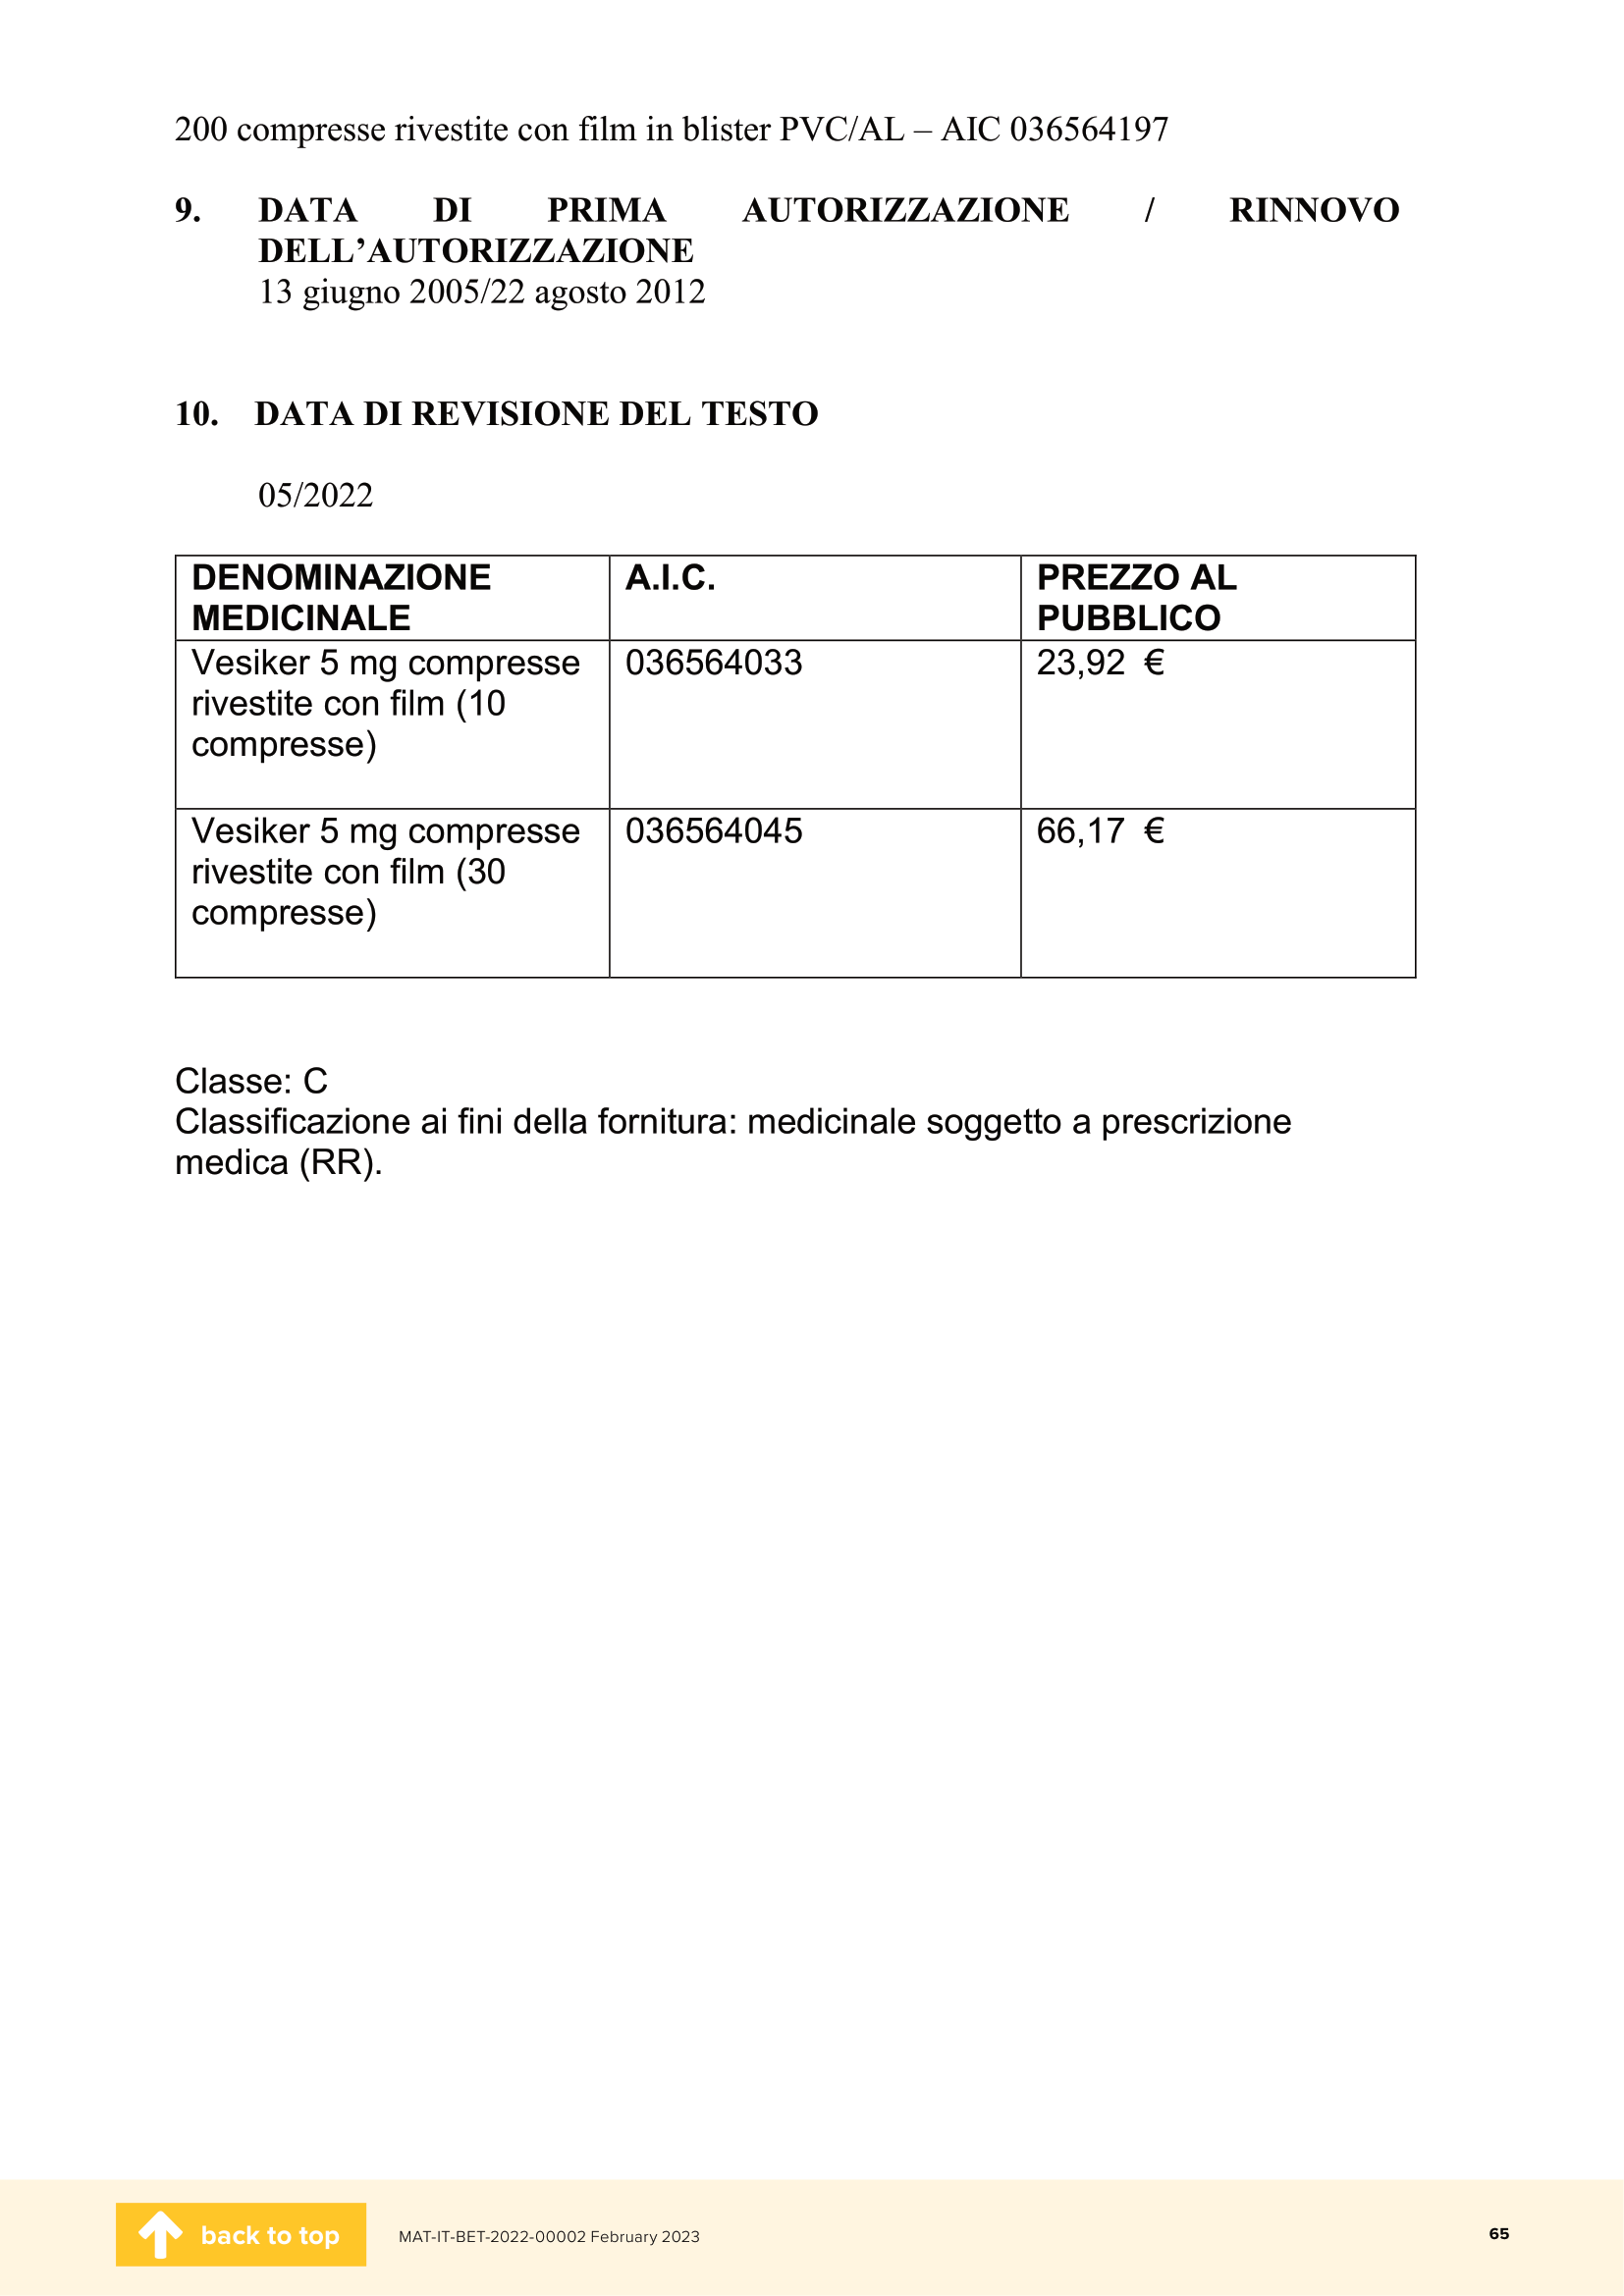 200 compresse rivestite con film in blister PVC/AL – AIC 036564197
9. DATA DI PRIMA AUTORIZZAZIONE / RINNOVO
DELL’AUTORIZZAZIONE
13 giugno 2005/22 agosto 2012
10. DATA DI REVISIONE DEL TESTO
05/2022
DENOMINAZIONE
MEDICINALE
A.I.C.
PREZZO AL
PUBBLICO
Vesiker 5 mg compresse
rivestite con film (10
compresse)
036564033
23,92 €
Vesiker 5 mg compresse
rivestite con film (30
compresse)
036564045
66,17 €
Classe: C
Classificazione ai fini della fornitura: medicinale soggetto a prescrizione
medica (RR).
back to top
MAT-IT-BET-2022-00002 February 2023
65